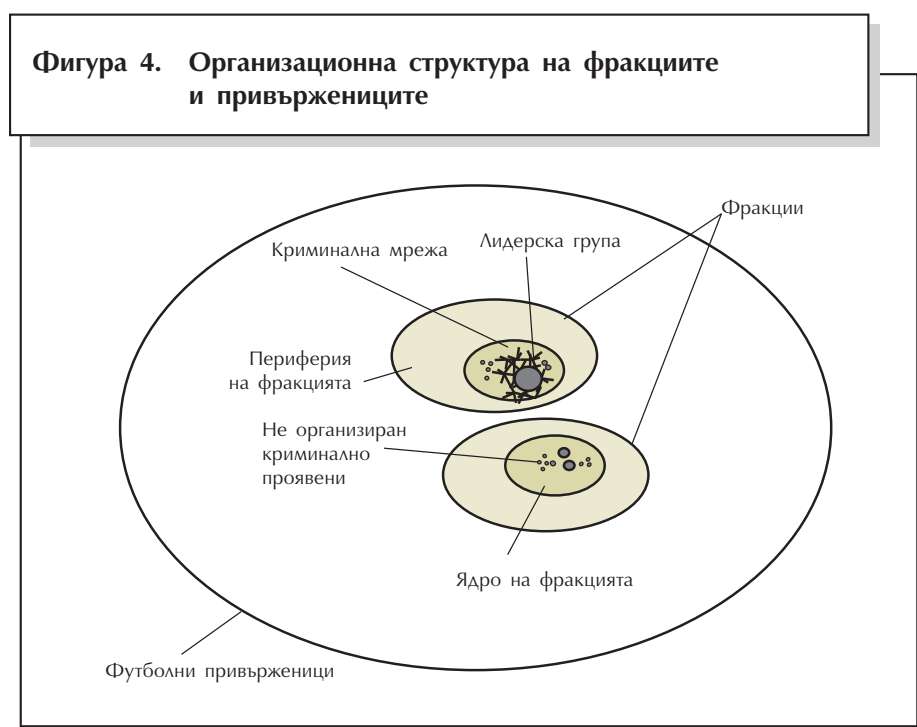 Фигура 4. Организационна структура на фракциите
и привържениците
Фракции
Криминална мрежа
Лидерска група
Периферия
на фракцията
Не организиран
криминално
проявени
Ядро на фракцията
Футболни привърженици